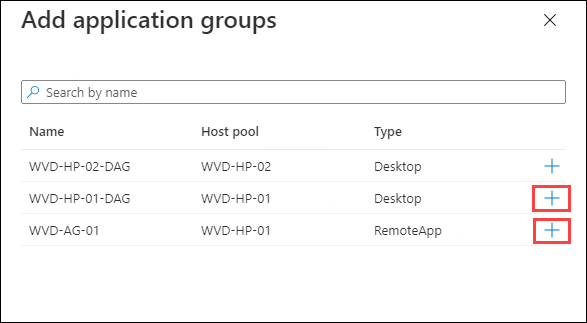 Add application groups
Search by name
Name Host pool Type
WVD-HP-02-DAG WVD-HP-02 Desktop
WVD-HP-01-DAG WVD-HP-01 Desktop
WVD-AG-01 WVD-HP-01 RemoteApp